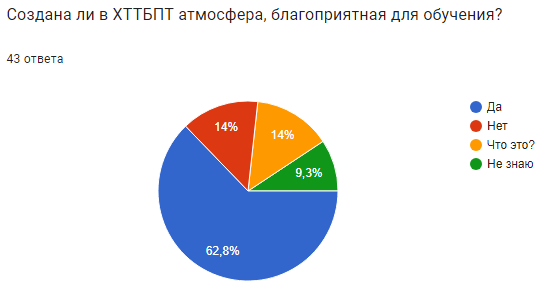 Создана ли в ХТТБПТ атмосфера, благоприятная для обучения?
43 ответа
Да
Нет
Что это?
Не знаю
14%
14%
9,3%
62,8%